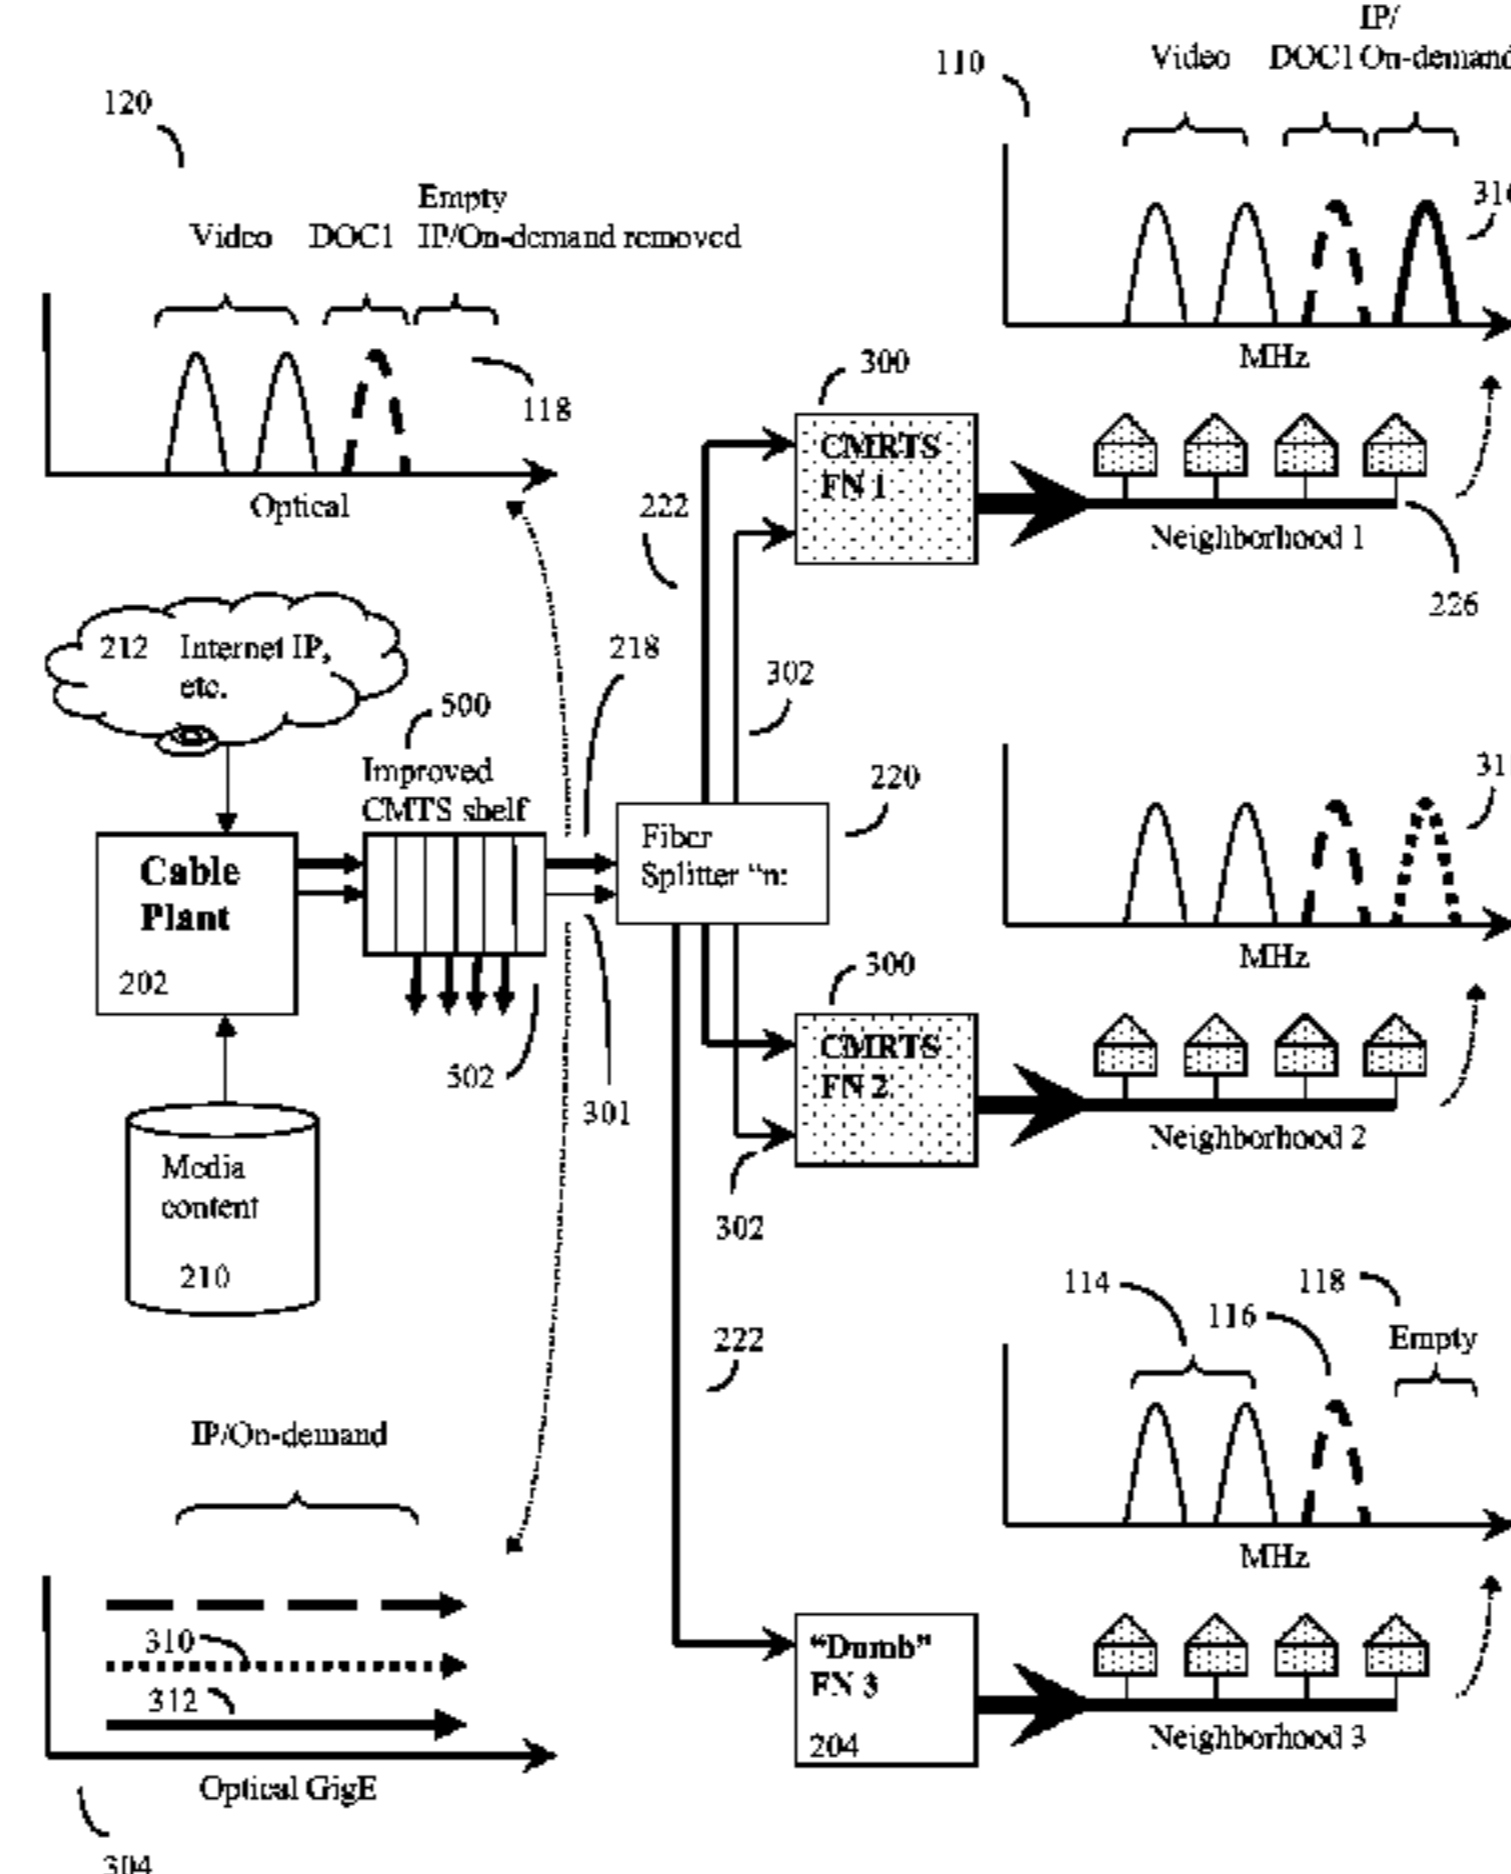 IP/
110 Video DOC1 On-demand
120
Empty
Video DOC1 IP/On-demand removed
MHz
300
118
CMRTS
FN 1
Optical
222
Neighborhood 1
226
212 Internet IP,
etc.
218
302
500
Improved
CMTS shelf
220
Fiber
Splitter “n:
Cable
Plant
202
MHz
300
CMRTS
FN 2
502
301
Neighborhood 2
Media
content
210
302
114
118
116
Empty
222
IP/On-demand
MHz
310
312
“Dumb”
FN 3
204
Neighborhood 3
Optical GigE
304